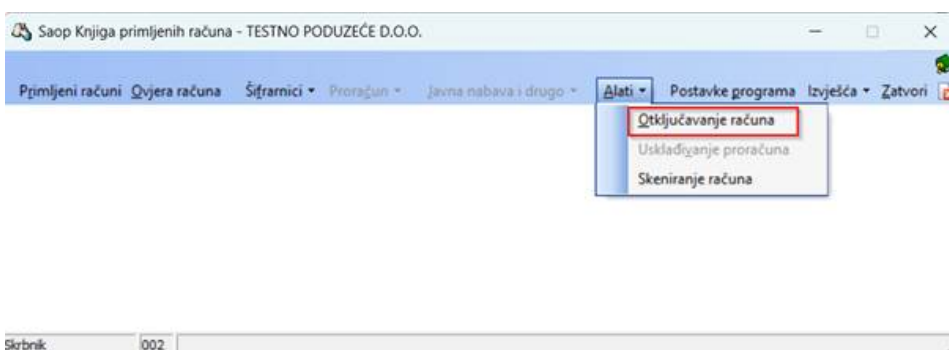 Saop Knjiga primljenih računa - TESTNO PODUZEĆE D.O.O.
Primljeni računi Ovjera računa Šifrarnici Proračun Javna nabava i drugo Alati Postavke programa Izvješća Zatvori
Otključavanje računa
Usklađivanje proračuna
Skeniranje računa
Skrbnik 002